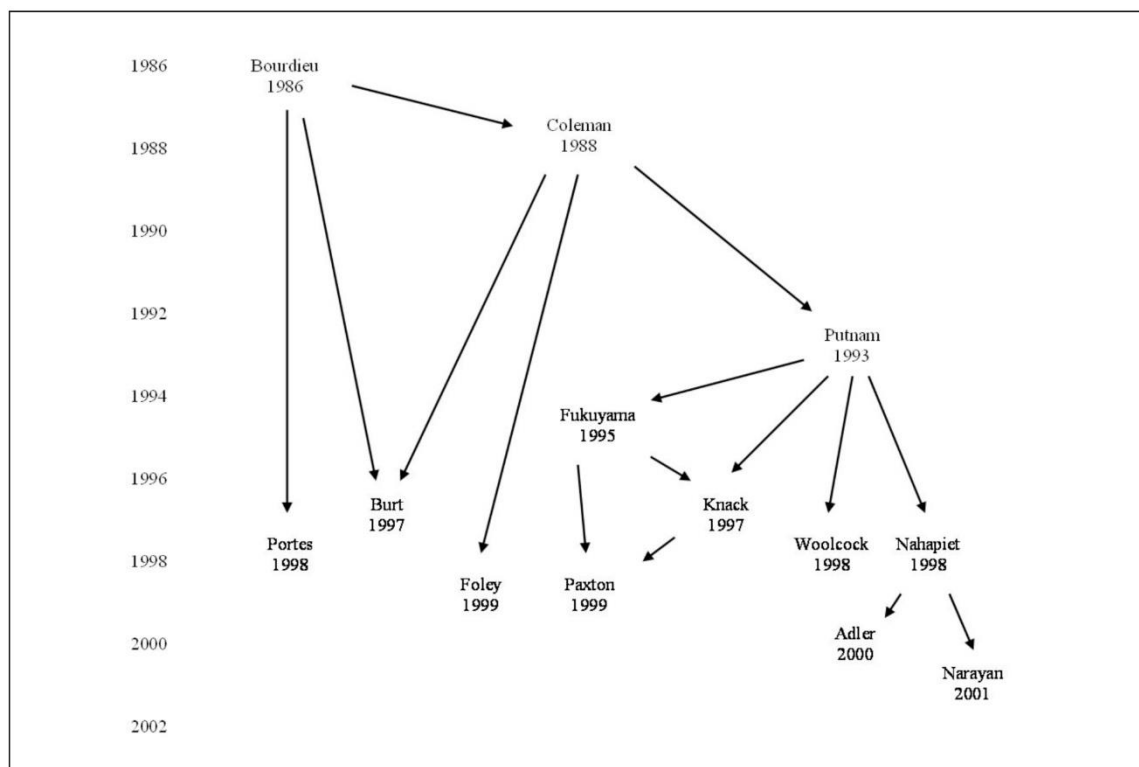 1986
Bourdieu
1986
Coleman
1988
1988
1990
1992
Putnam
1993
1994
Fukuyama
1995
1996
Burt
1997
Knack
1997
Portes
1998
Woolcock
1998
Nahapiet
1998
1998
Foley
1999
Paxton
1999
Adler
2000
2000
Narayan
2001
2002